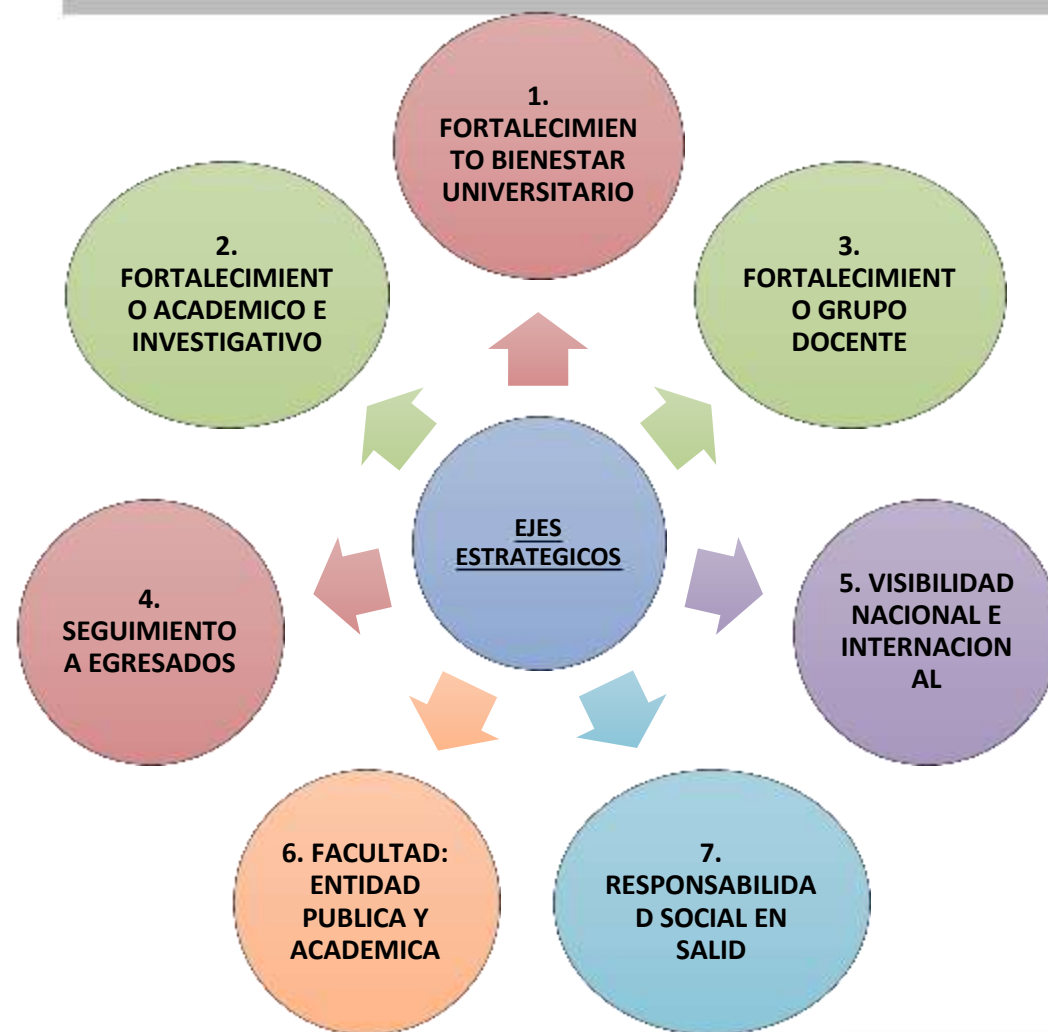 1.
FORTALECIMIEN
TO BIENESTAR
UNIVERSITARIO
2.
FORTALECIMIENT
O ACADEMICO E
INVESTIGATIVO
3.
FORTALECIMIENT
O GRUPO
DOCENTE
EJES
ESTRATEGICOS
4.
SEGUIMIENTO
A EGRESADOS
5. VISIBILIDAD
NACIONAL E
INTERNACION
AL
6. FACULTAD:
ENTIDAD
PUBLICA Y
ACADEMICA
7.
RESPONSABILIDA
D SOCIAL EN
SALID